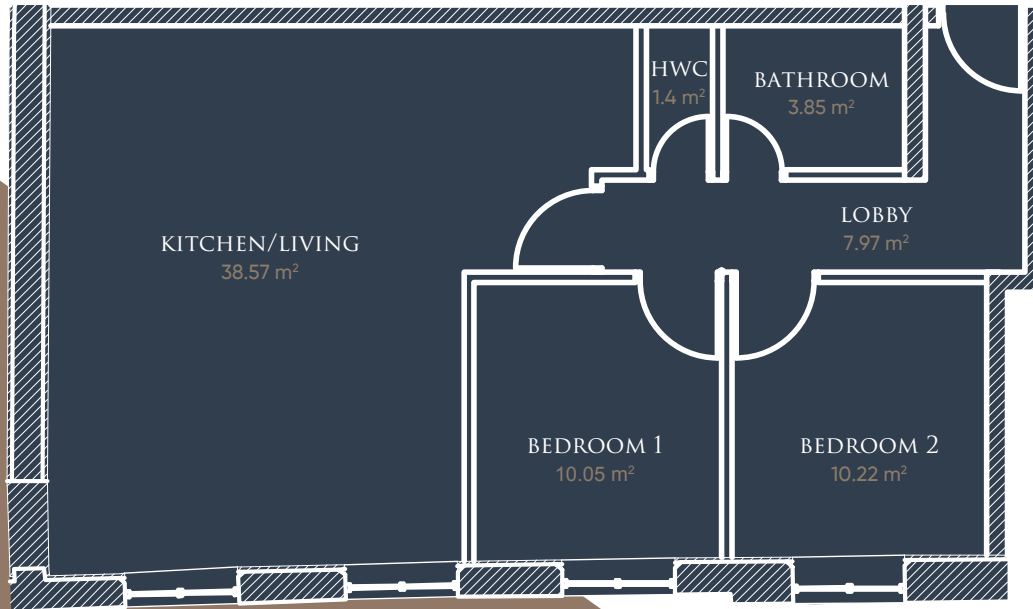 HWC
1.4 m²
BATHROOM
3.85 m²
LOBBY
7.97 m²
KITCHEN/LIVING
38.57 m²
BEDROOM 1
10.05 m²
BEDROOM 2
10.22 m²